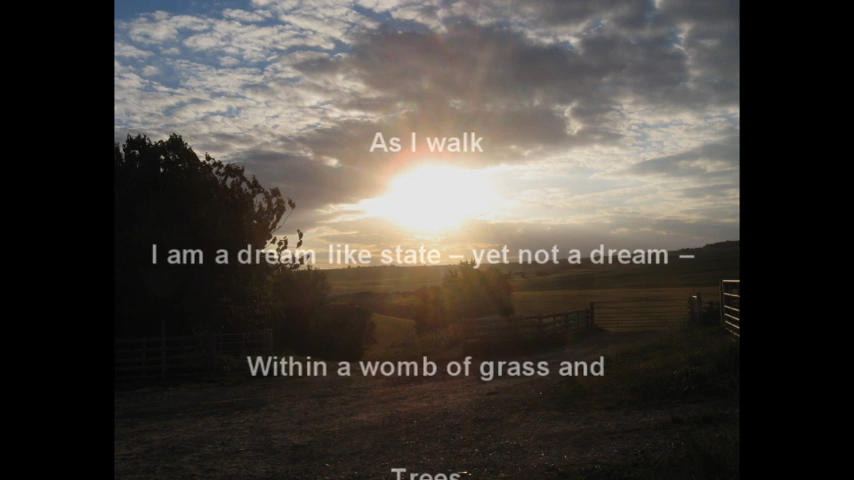 As I walk
I am a dream like state – yet not a dream –
Within a womb of grass and
Trees